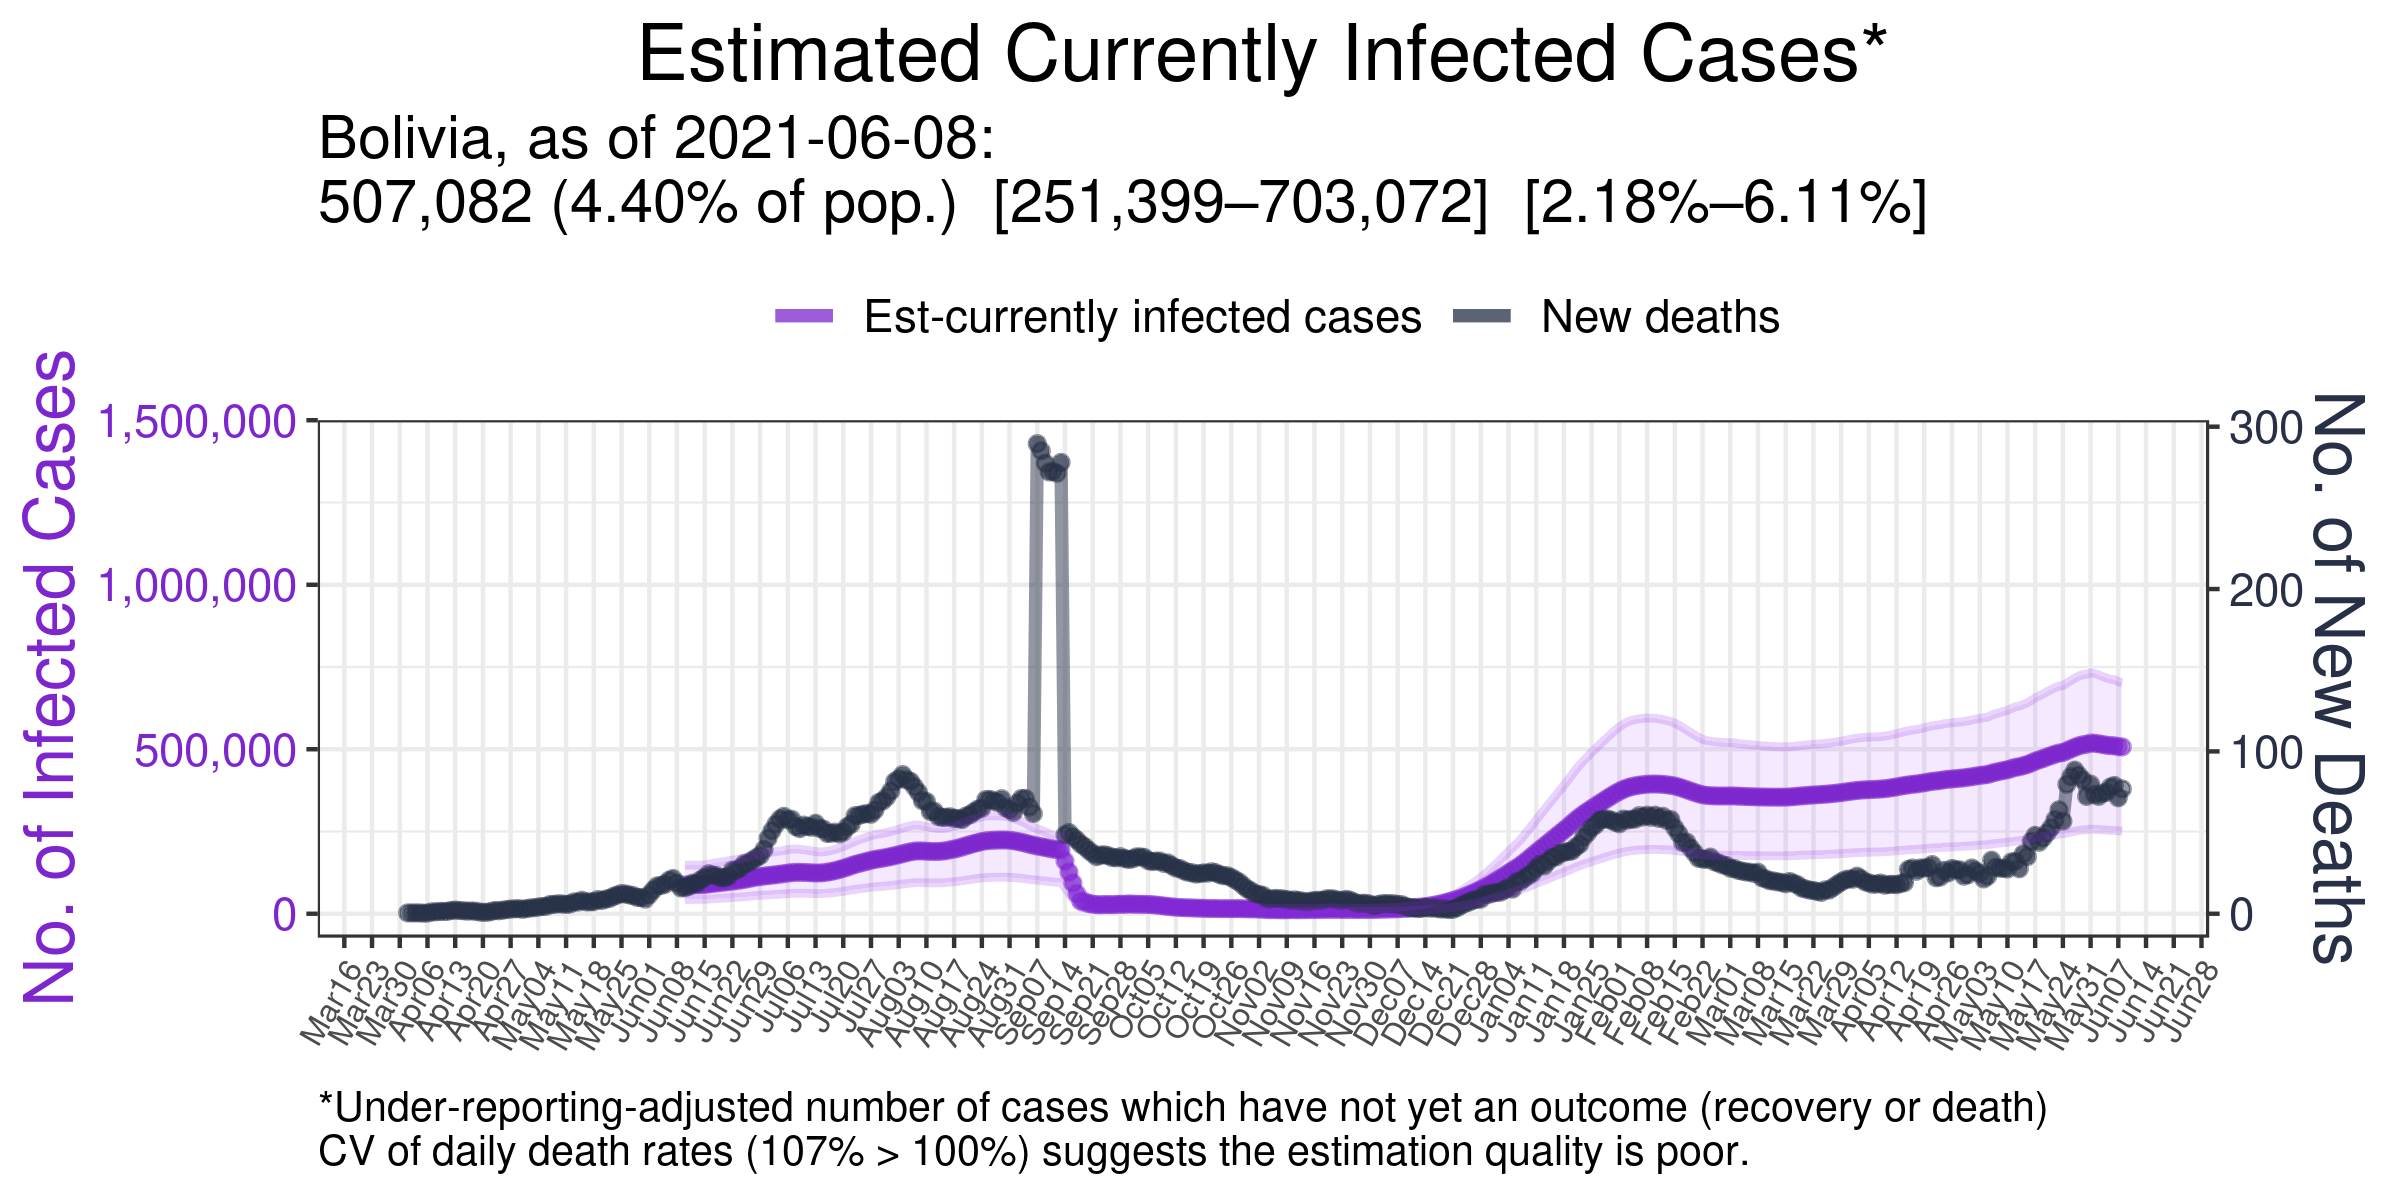 Estimated Currently Infected Cases*
Bolivia, as of 2021-06-08:
507,082 (4.40% of pop.) [251,399–703,072] [2.18%–6.11%]
Est-currently infected cases New deaths
No. of Infected Cases
1,500,000
1,000,000
500,000
0
300
200
100
0
No. of New Deaths
Mar16 Mar23 Mar30 Apr06 Apr13 Apr20 Apr27 May04 May11 May18 May25 Jun01 Jun08 Jun15 Jun22 Jun29 Jul06 Jul13 Jul20 Jul27 Aug03 Aug10 Aug17 Aug24 Aug31 Sep07 Sep14 Sep21 Sep28 Oct05 Oct12 Oct19 Oct26 Nov02 Nov09 Nov16 Nov23 Nov30 Dec07 Dec14 Dec21 Dec28 Jan04 Jan11 Jan18 Jan25 Feb01 Feb08 Feb15 Feb22 Mar01 Mar08 Mar15 Mar22 Mar29 Apr05 Apr12 Apr19 Apr26 May03 May10 May17 May24 May31 Jun07 Jun14 Jun21 Jun28
*Under-reporting-adjusted number of cases which have not yet an outcome (recovery or death)
CV of daily death rates (107% > 100%) suggests the estimation quality is poor.